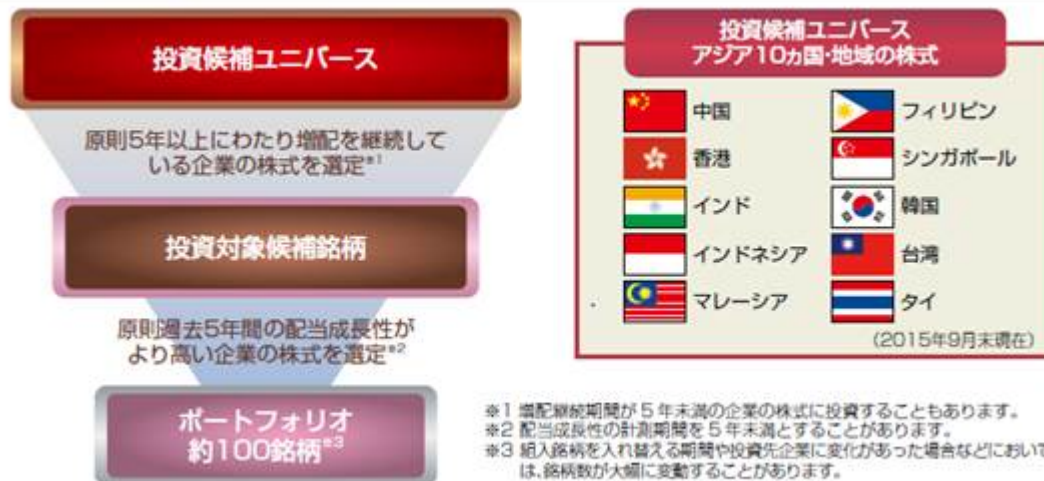 投資候補ユニバース
原則5年以上にわたり増配を継続して
いる企業の株式を選定※1
投資対象候補銘柄
原則過去5年間の配当成長性が
より高い企業の株式を選定※2
ポートフォリオ
約100銘柄※3
投資候補ユニバース
アジア10ヵ国・地域の株式
中国
フィリピン
香港
シンガポール
インド
韓国
インドネシア
台湾
マレーシア
タイ
(2015年9月末現在)
※1 増配継続期間が5年未満の企業の株式に投資することもあります。
※2 配当成長性の計測期間を5年未満とすることがあります。
※3 組入銘柄を入れ替える期間や投資先企業に変化があった場合などにおいて
は、銘柄数が大幅に変動することがあります。